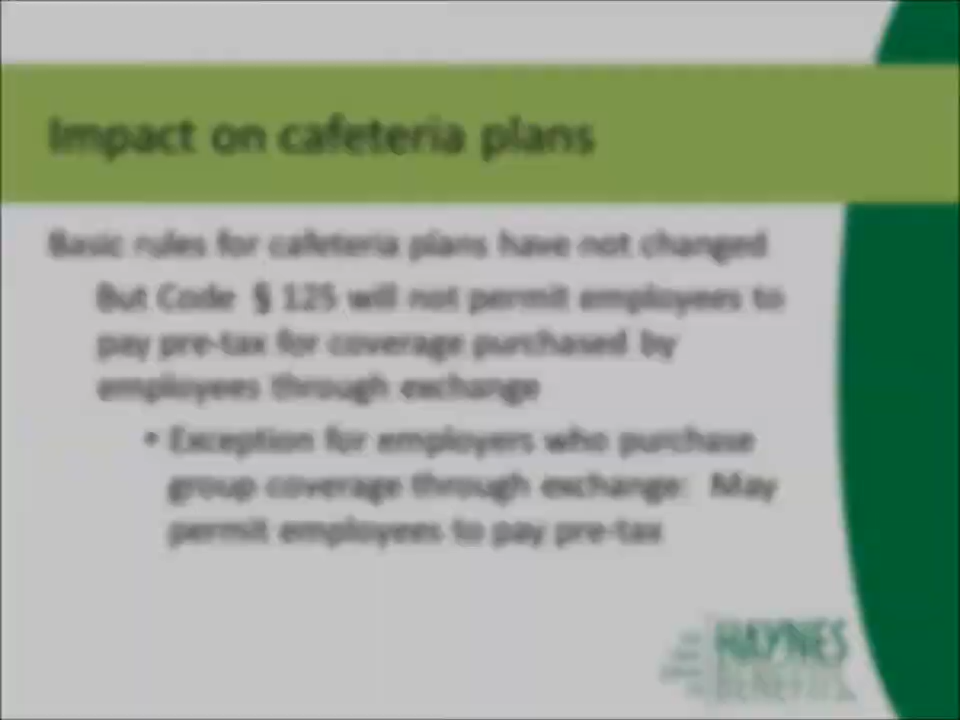 Impact on cafeteria plans
Basic rules for cafeteria plans have not changed
But Code § 125 will not permit employees to
pay pre-tax for coverage purchased by
employees through exchange
• Exception for employers who purchase
group coverage through exchange: May
permit employees to pay pre-tax
HAYNES
BENEFITS